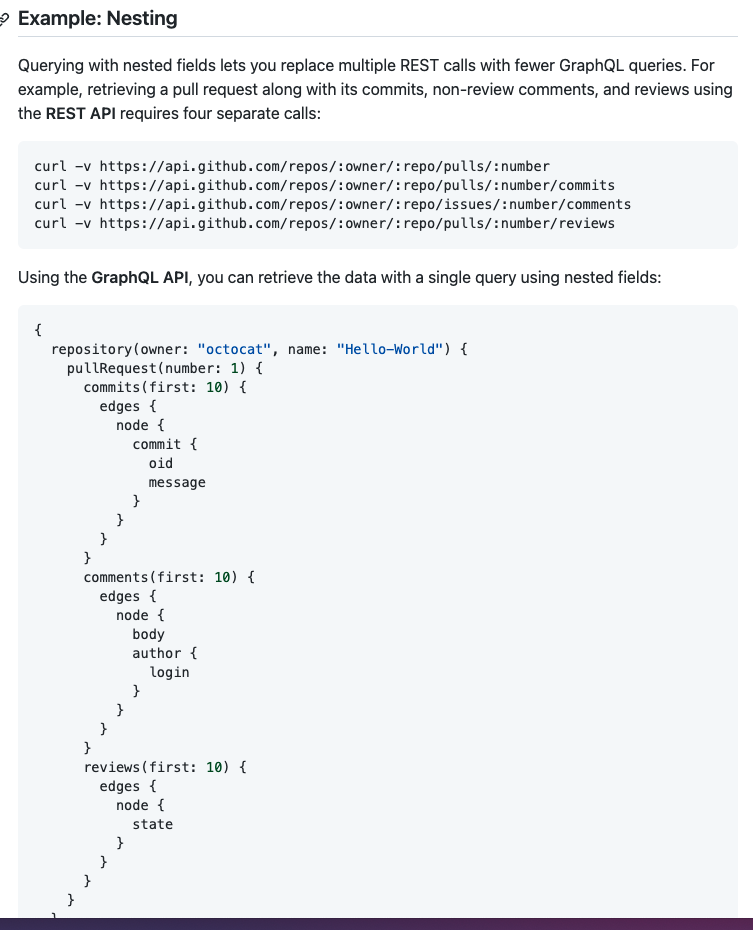 Example: Nesting
Querying with nested fields lets you replace multiple REST calls with fewer GraphQL queries. For
example, retrieving a pull request along with its commits, non-review comments, and reviews using
the REST API requires four separate calls:
curl -v https://api.github.com/repos/:owner/:repo/pulls/:number
curl -v https://api.github.com/repos/:owner/:repo/pulls/:number/commits
curl -v https://api.github.com/repos/:owner/:repo/issues/:number/comments
curl -v https://api.github.com/repos/:owner/:repo/pulls/:number/reviews
Using the GraphQL API, you can retrieve the data with a single query using nested fields:
{
  repository(owner: "octocat", name: "Hello-World") {
    pullRequest(number: 1) {
      commits(first: 10) {
        edges {
          node {
            commit {
              oid
              message
            }
          }
        }
      }
      comments(first: 10) {
        edges {
          node {
            body
            author {
              login
            }
          }
        }
      }
      reviews(first: 10) {
        edges {
          node {
            state
          }
        }
      }
    }
  }